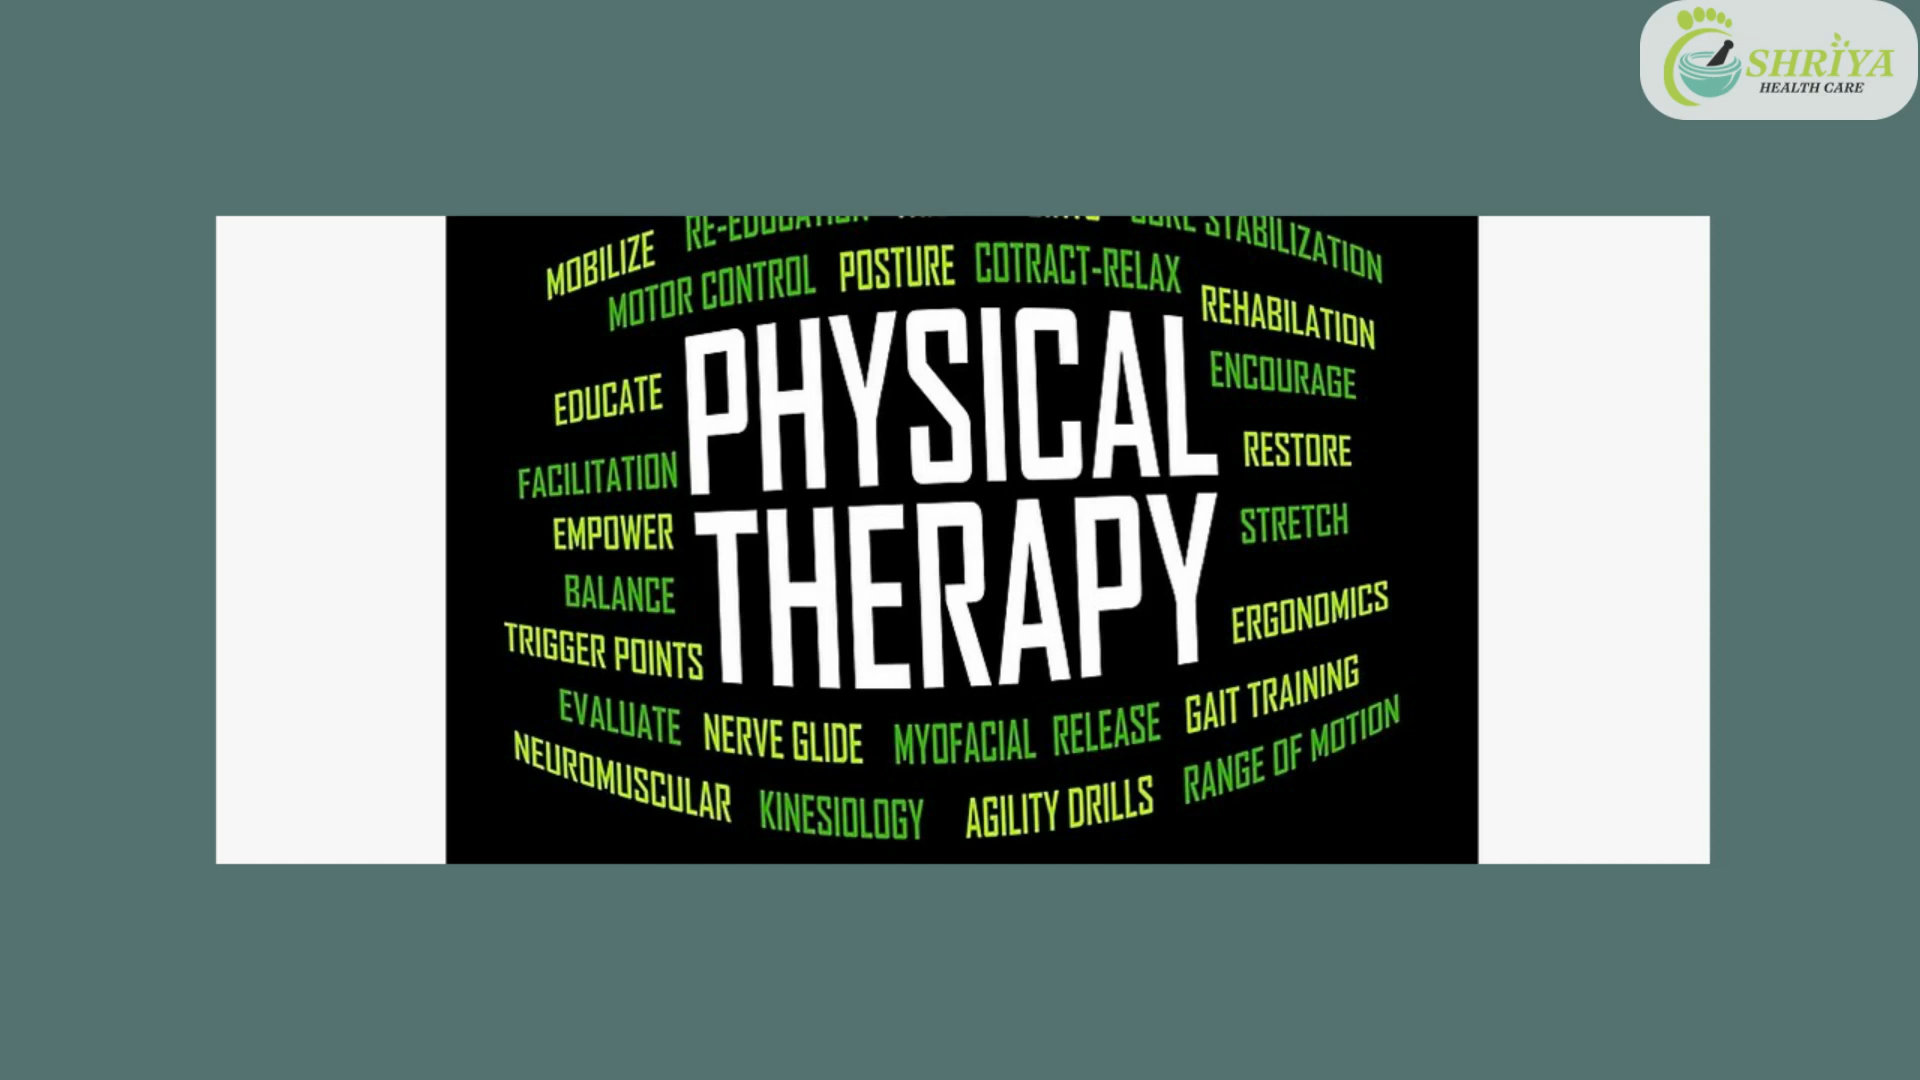 SHRÏYA
HEALTH CARE
RE-EDUCATION
CORE STABILIZATION
MOBILIZE
MOTOR CONTROL
POSTURE
COTRACT-RELAX
REHABILATION
PHYSICAL
THERAPY
EDUCATE
ENCOURAGE
FACILITATION
RESTORE
EMPOWER
STRETCH
BALANCE
ERGONOMICS
TRIGGER POINTS
EVALUATE
NERVE GLIDE
MYOFACIAL RELEASE
GAIT TRAINING
NEUROMUSCULAR
KINESIOLOGY
AGILITY DRILLS
RANGE OF MOTION